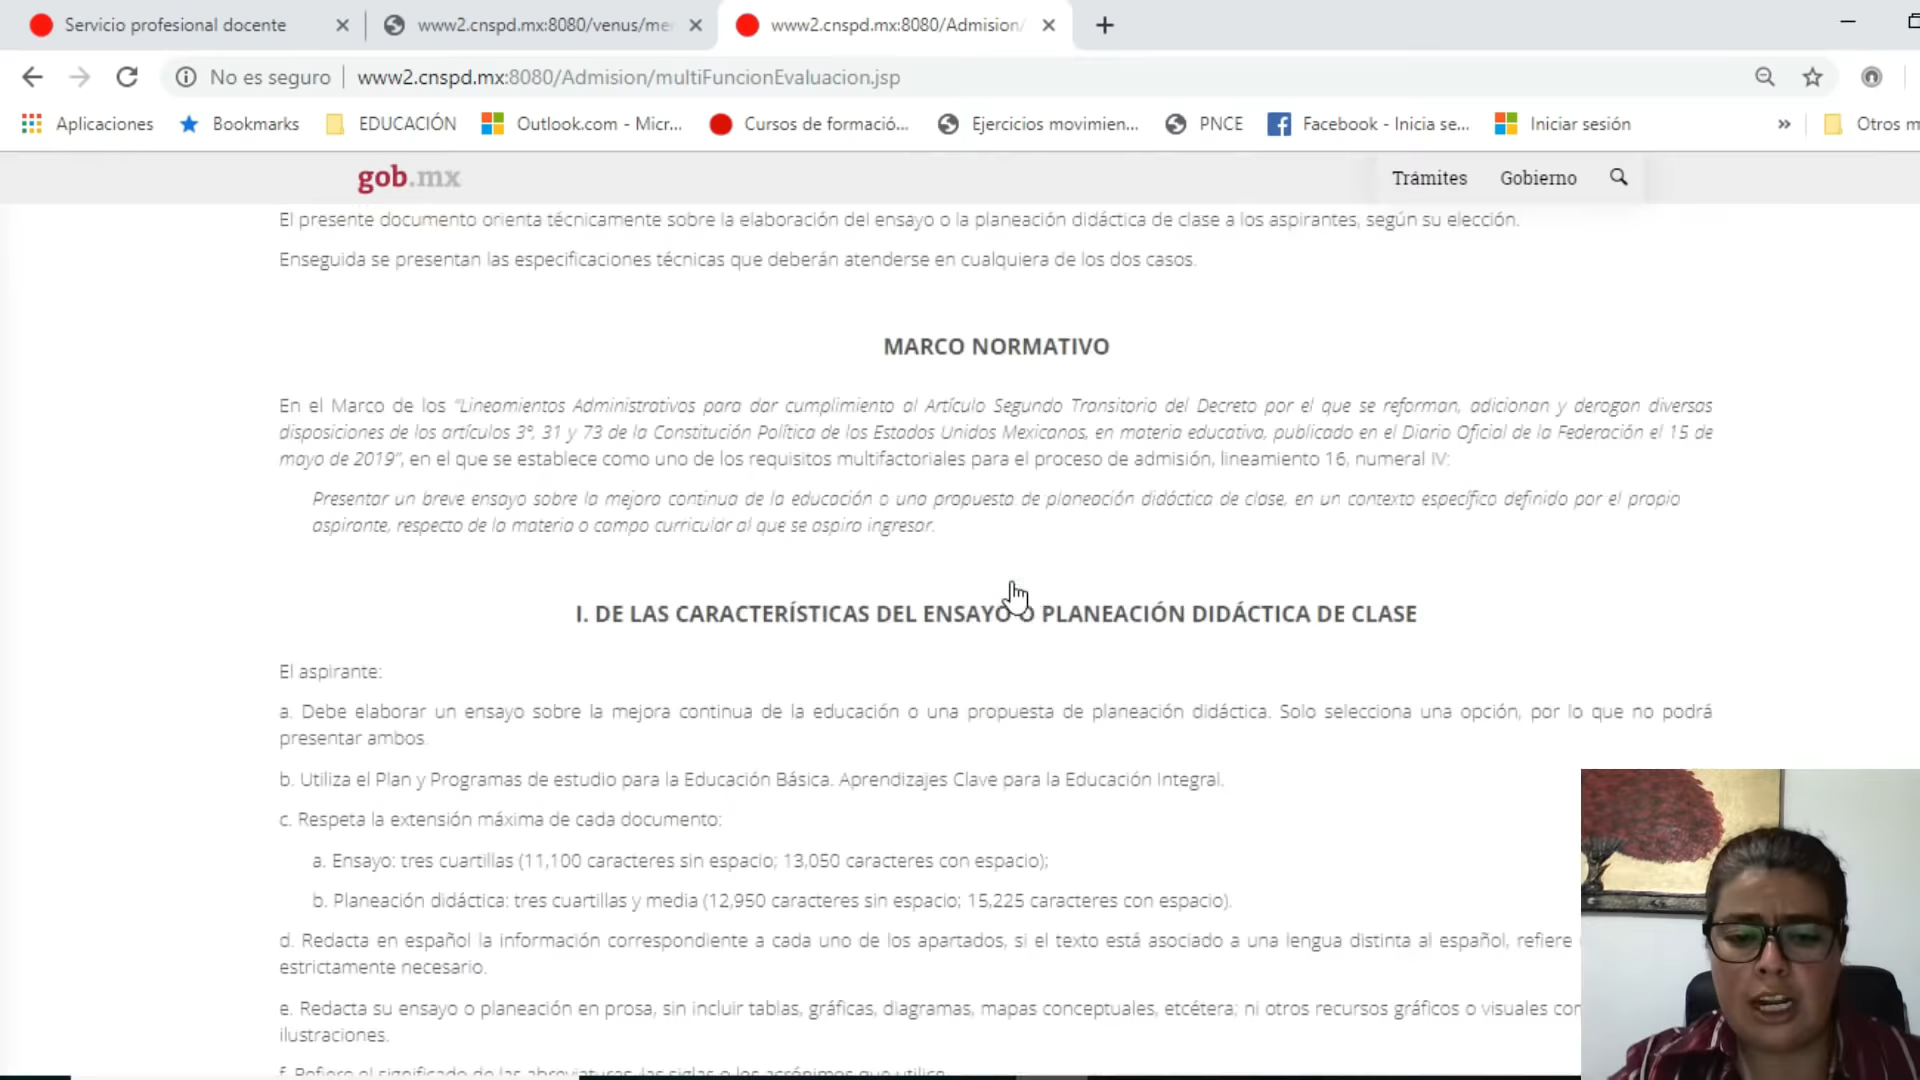 Servicio profesional docente
www2.cnspd.mx:8080/venus/me
www2.cnspd.mx:8080/Admision/
No es seguro
www2.cnspd.mx:8080/Admision/multiFuncionEvaluacion.jsp
Aplicaciones
Bookmarks
EDUCACIÓN
Outlook.com - Micr...
Cursos de formació...
Ejercicios movimien...
PNCE
Facebook - Inicia se...
Iniciar sesión
»
Otros m
gob.mx
Trámites
Gobierno
El presente documento orienta técnicamente sobre la elaboración del ensayo o la planeación didáctica de clase a los aspirantes, según su elección.
Enseguida se presentan las especificaciones técnicas que deberán atenderse en cualquiera de los dos casos.
MARCO NORMATIVO
En el Marco de los "Lineamientos Administrativos para dar cumplimiento al Artículo Segundo Transitorio del Decreto por el que se reforman, adicionan y derogan diversas
disposiciones de los artículos 3º, 31 y 73 de la Constitución Política de los Estados Unidos Mexicanos, en materia educativa, publicado en el Diario Oficial de la Federación el 15 de
mayo de 2019", en el que se establece como uno de los requisitos multifactoriales para el proceso de admisión, lineamiento 16, numeral IV:
Presentar un breve ensayo sobre la mejora continua de la educación o una propuesta de planeación didáctica de clase, en un contexto específico definido por el propio
aspirante, respecto de la materia o campo curricular al que se aspira ingresar.
I. DE LAS CARACTERÍSTICAS DEL ENSAYO O PLANEACIÓN DIDÁCTICA DE CLASE
El aspirante:
a. Debe elaborar un ensayo sobre la mejora continua de la educación o una propuesta de planeación didáctica. Solo selecciona una opción, por lo que no podrá
presentar ambos.
b. Utiliza el Plan y Programas de estudio para la Educación Básica. Aprendizajes Clave para la Educación Integral.
c. Respeta la extensión máxima de cada documento:
a. Ensayo: tres cuartillas (11,100 caracteres sin espacio; 13,050 caracteres con espacio);
b. Planeación didáctica: tres cuartillas y media (12,950 caracteres sin espacio; 15,225 caracteres con espacio).
d. Redacta en español la información correspondiente a cada uno de los apartados, si el texto está asociado a una lengua distinta al español, refiere
estrictamente necesario.
e. Redacta su ensayo o planeación en prosa, sin incluir tablas, gráficas, diagramas, mapas conceptuales, etcétera; ni otros recursos gráficos o visuales con
ilustraciones.
f. Refiere el significado de las abreviaturas, las siglas o los acrónimos que utilice.